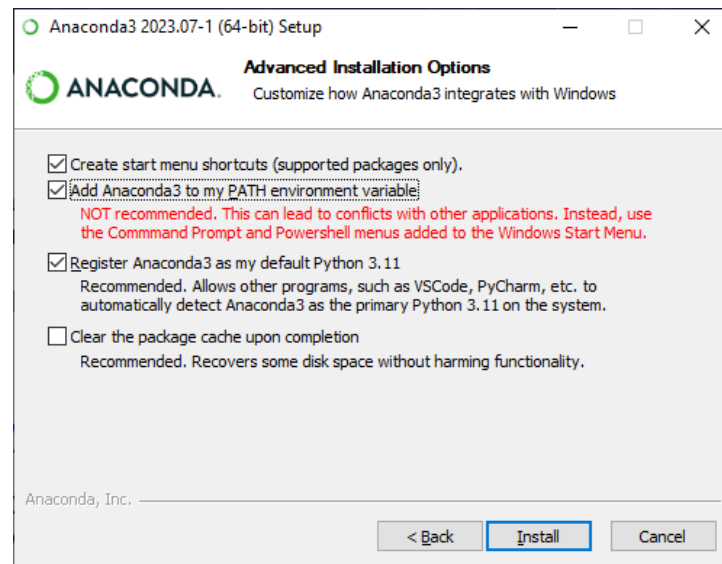 Anaconda3 2023.07-1 (64-bit) Setup
ANACONDA.
Advanced Installation Options
Customize how Anaconda3 integrates with Windows
Create start menu shortcuts (supported packages only).
Add Anaconda3 to my PATH environment variable
NOT recommended. This can lead to conflicts with other applications. Instead, use
the Commmand Prompt and Powershell menus added to the Windows Start Menu.
Register Anaconda3 as my default Python 3.11
Recommended. Allows other programs, such as VSCode, PyCharm, etc. to
automatically detect Anaconda3 as the primary Python 3.11 on the system.
Clear the package cache upon completion
Recommended. Recovers some disk space without harming functionality.
Anaconda, Inc.
< Back
Install
Cancel